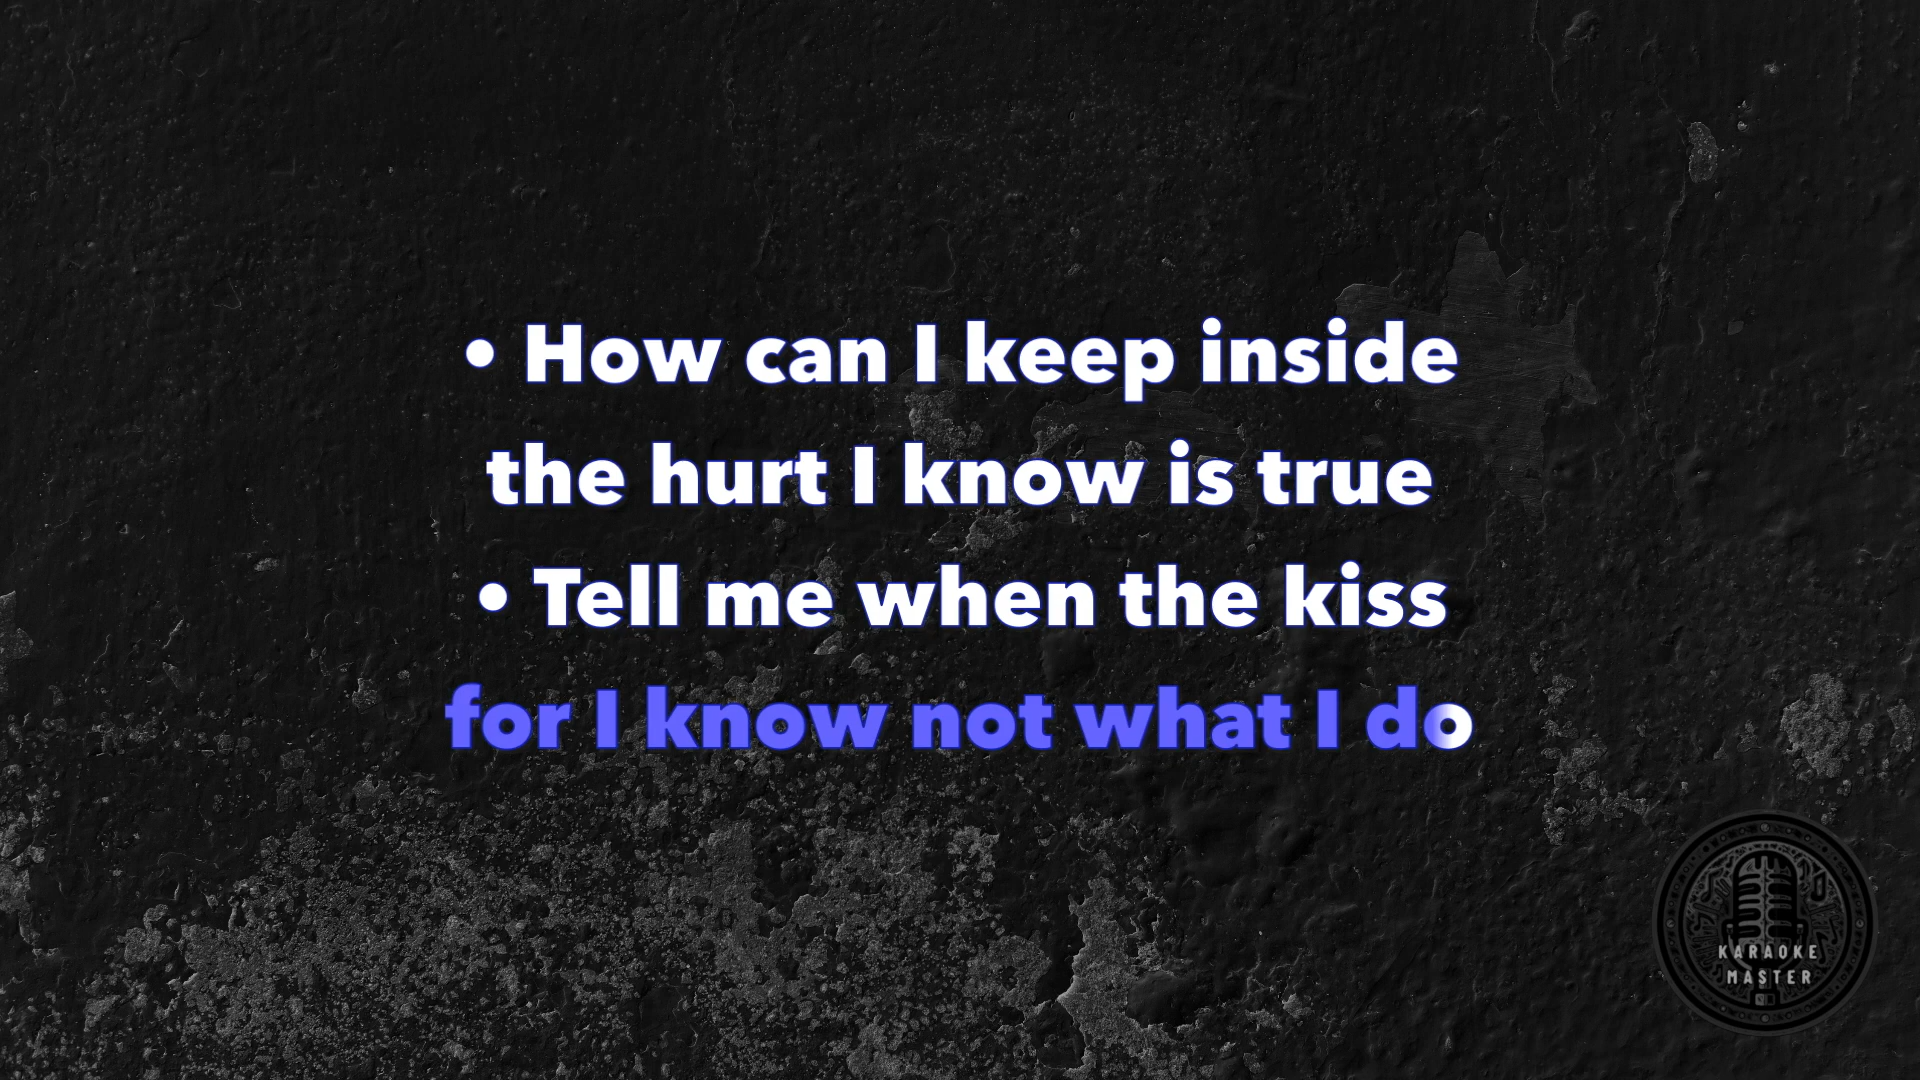 • How can I keep inside
the hurt I know is true
• Tell me when the kiss
for I know not what I do
KARAOKE
MASTER